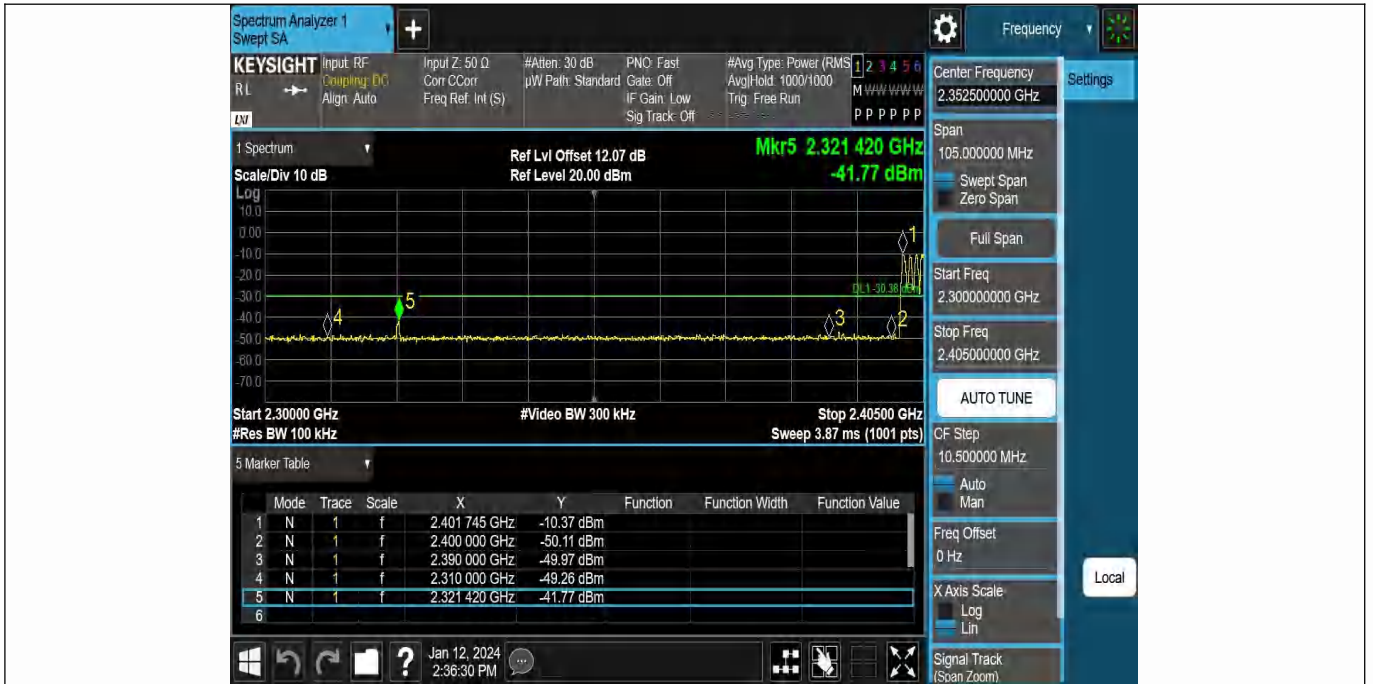 Spectrum Analyzer 1
Swept SA
+
Frequency
KEYSIGHT
RL
LXI
Input: RF
Coupling: DC
Align: Auto
Input Z: 50 Ω
Corr CCorr
Freq Ref: Int (S)
#Atten: 30 dB
µW Path: Standard
PNO: Fast
Gate: Off
IF Gain: Low
Sig Track: Off
#Avg Type: Power (RMS
Avg|Hold: 1000/1000
Trig: Free Run
1 2 3 4 5 6
M W W W W W
P P P P P P
1 Spectrum
Scale/Div 10 dB
Ref Lvl Offset 12.07 dB
Ref Level 20.00 dBm
Mkr5 2.321 420 GHz
-41.77 dBm
Log
10.0
0.00
-10.0
-20.0
-30.0
-40.0
-50.0
-60.0
-70.0
1
DL1 -30.38
5
4
3
2
Start 2.30000 GHz
#Res BW 100 kHz
#Video BW 300 kHz
Stop 2.40500 GHz
Sweep 3.87 ms (1001 pts)
5 Marker Table
Mode Trace Scale X Y Function Function Width Function Value
1 N 1 f 2.401 745 GHz -10.37 dBm
2 N 1 f 2.400 000 GHz -50.11 dBm
3 N 1 f 2.390 000 GHz -49.97 dBm
4 N 1 f 2.310 000 GHz -49.26 dBm
5 N 1 f 2.321 420 GHz -41.77 dBm
6
?
Jan 12, 2024
2:36:30 PM
Center Frequency
2.352500000 GHz
Settings
Span
105.000000 MHz
Swept Span
Zero Span
Full Span
Start Freq
2.300000000 GHz
Stop Freq
2.405000000 GHz
AUTO TUNE
CF Step
10.500000 MHz
Auto
Man
Freq Offset
0 Hz
X Axis Scale
Log
Lin
Signal Track
(Span Zoom)
Local